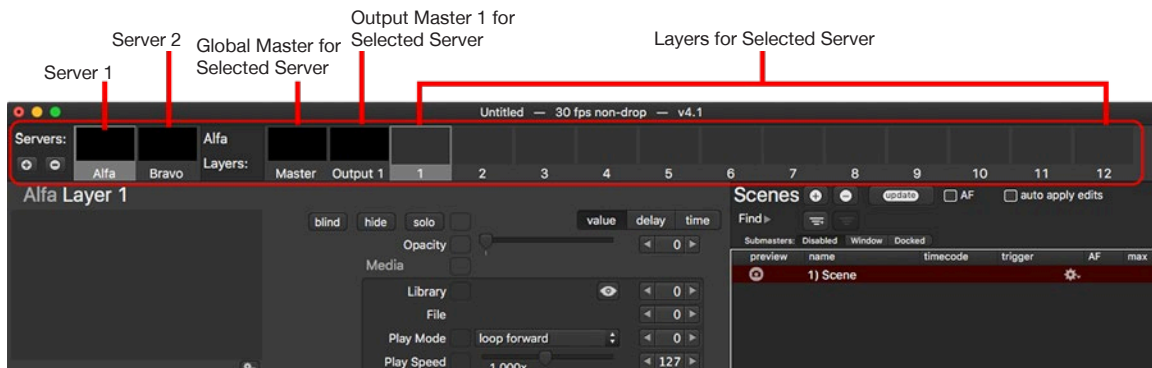 Output Master 1 for
Selected Server
Server 2
Global Master for
Selected Server
Layers for Selected Server
Server 1
Untitled — 30 fps non-drop — v4.1
Servers:
Alfa
Layers:
Alfa Bravo Master Output 1 1 2 3 4 5 6 7 8 9 10 11 12
Alfa Layer 1
blind hide solo
value delay time
Opacity 0
Media
Library 0
File 0
Play Mode loop forward 0
Play Speed 1.000x 127
Scenes update AF auto apply edits
Find
Submasters: Disabled Window Docked
preview name timecode trigger AF max
1) Scene